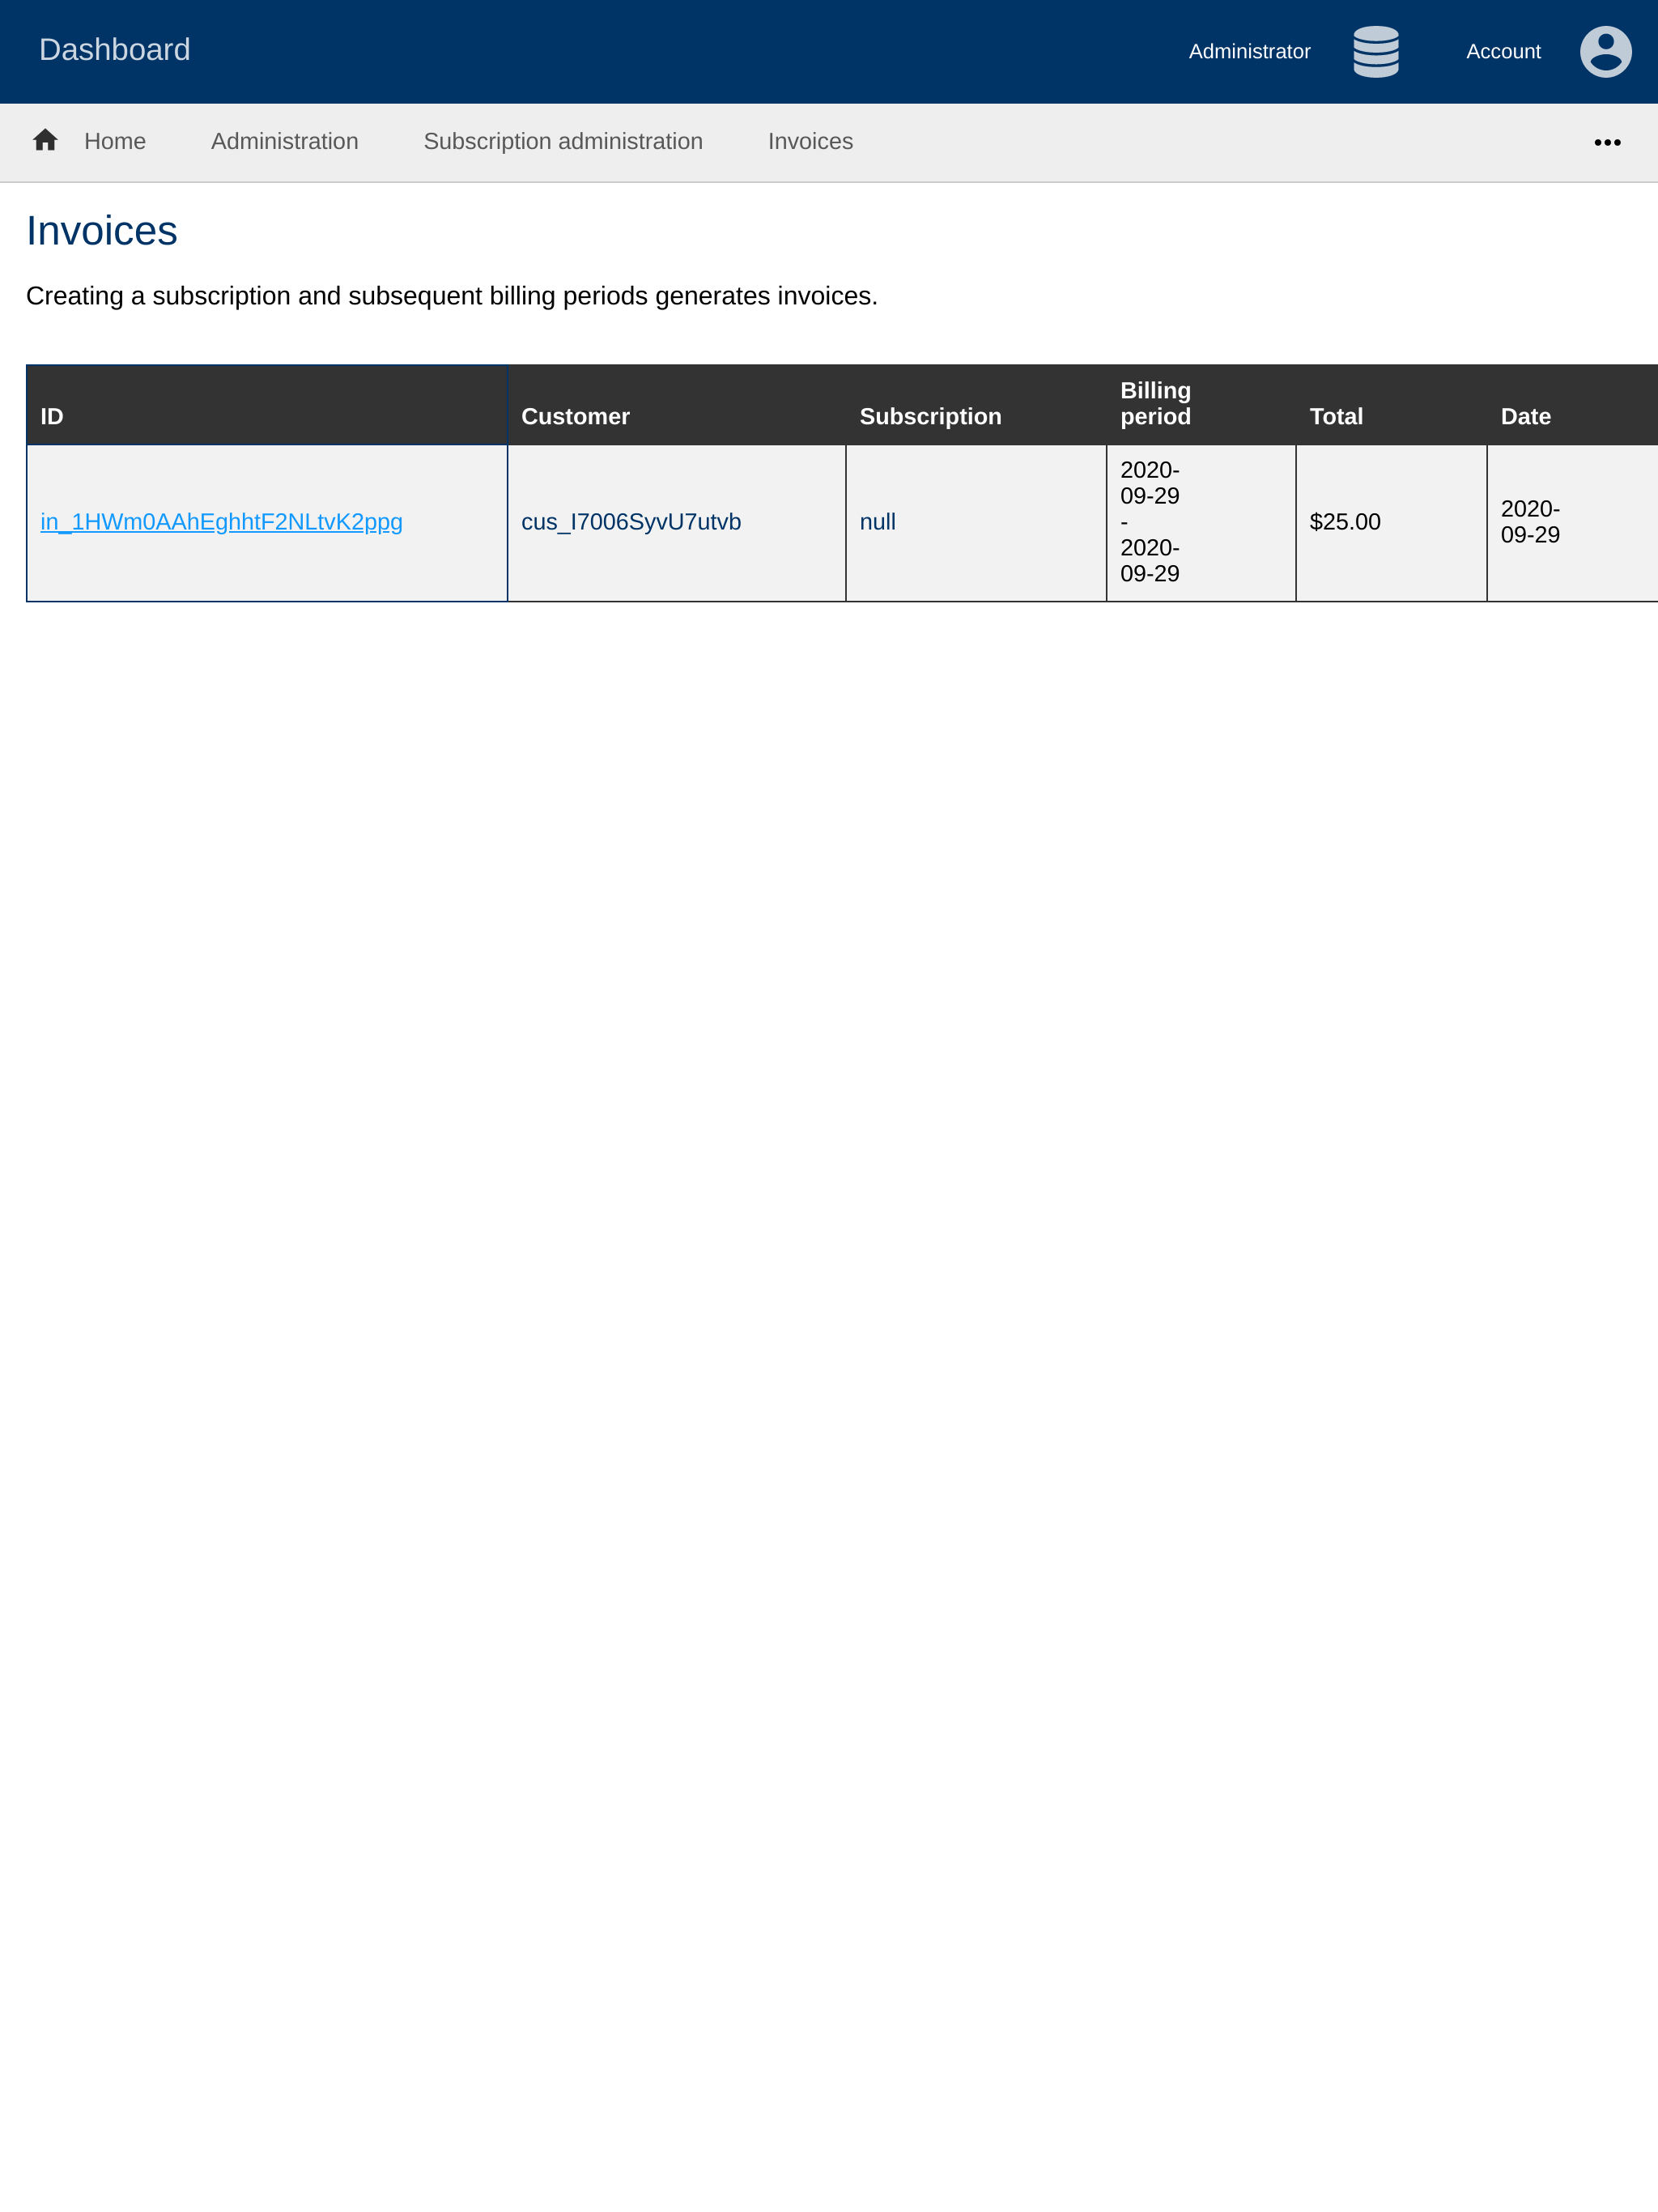 Dashboard
Administrator
Account
Home
Administration
Subscription administration
Invoices
Invoices
Creating a subscription and subsequent billing periods generates invoices.
ID
Customer
Subscription
Billing
period
Total
Date
in_1HWm0AAhEghhtF2NLtvK2ppg
cus_I7006SyvU7utvb
null
2020-
09-29
-
2020-
09-29
$25.00
2020-
09-29